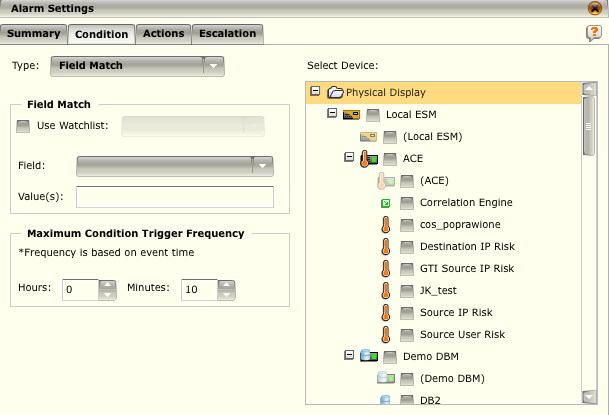 Alarm Settings
Summary Condition Actions Escalation
Type: Field Match
Field Match
Use Watchlist:
Field:
Value(s):
Maximum Condition Trigger Frequency
*Frequency is based on event time
Hours: 0 Minutes: 10
Select Device:
Physical Display
Local ESM
(Local ESM)
ACE
(ACE)
Correlation Engine
cos_poprawione
Destination IP Risk
GTI Source IP Risk
JK_test
Source IP Risk
Source User Risk
Demo DBM
(Demo DBM)
DB2